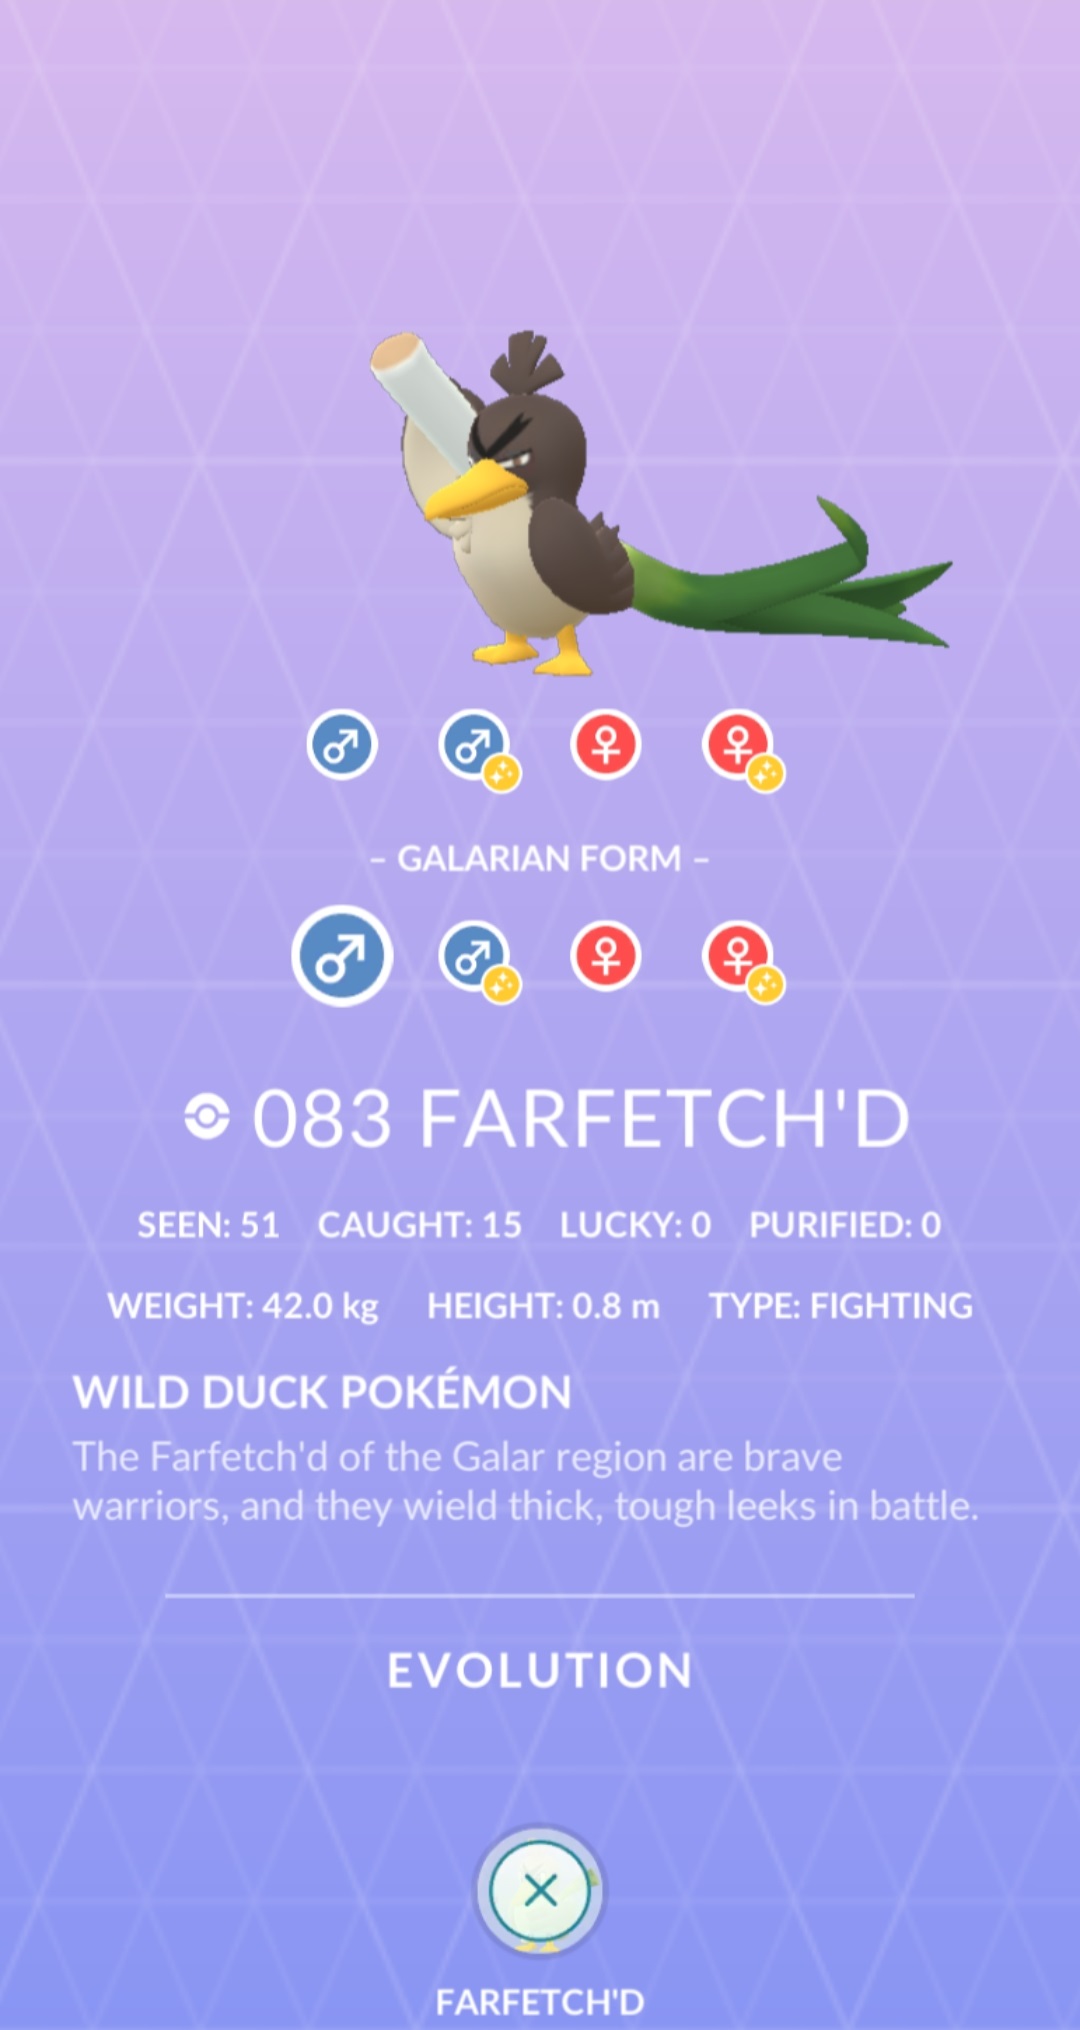 – GALARIAN FORM –
083 FARFETCH'D
SEEN: 51 CAUGHT: 15 LUCKY: 0 PURIFIED: 0
WEIGHT: 42.0 kg HEIGHT: 0.8 m TYPE: FIGHTING
WILD DUCK POKÉMON
The Farfetch'd of the Galar region are brave
warriors, and they wield thick, tough leeks in battle.
EVOLUTION
FARFETCH'D